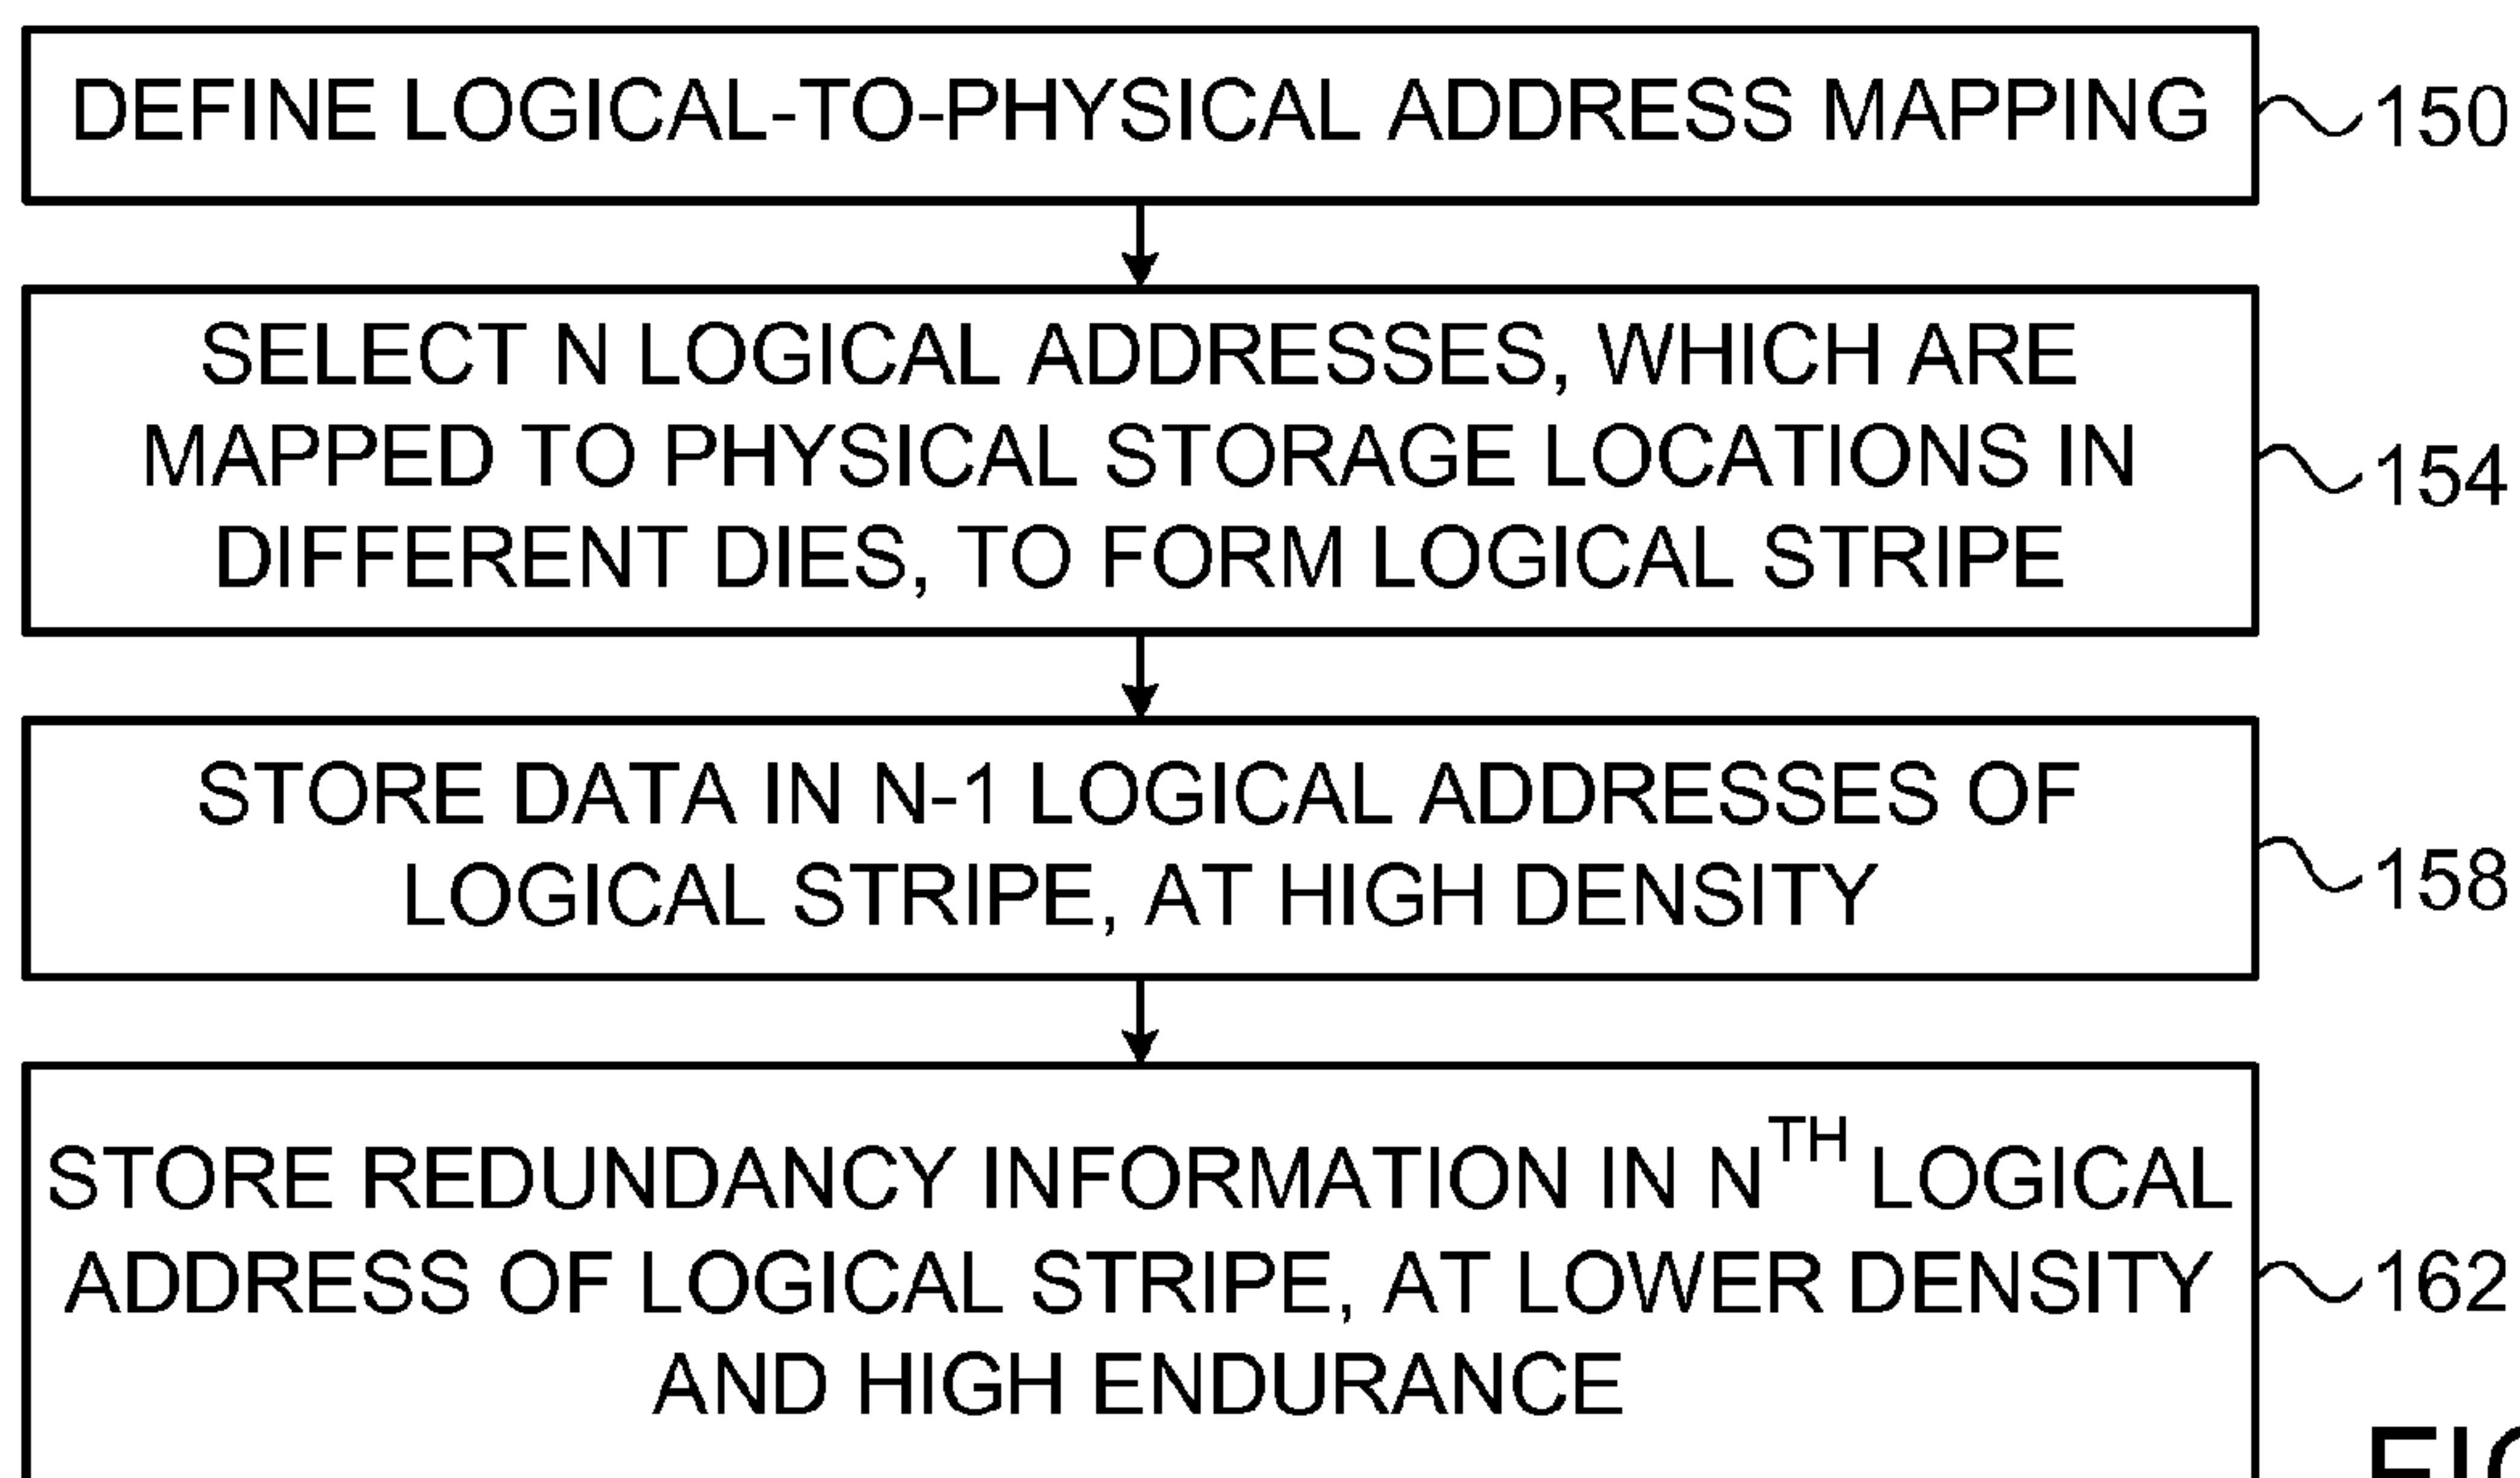 DEFINE LOGICAL-TO-PHYSICAL ADDRESS MAPPING
150
SELECT N LOGICAL ADDRESSES, WHICH ARE
MAPPED TO PHYSICAL STORAGE LOCATIONS IN
DIFFERENT DIES, TO FORM LOGICAL STRIPE
154
STORE DATA IN N-1 LOGICAL ADDRESSES OF
LOGICAL STRIPE, AT HIGH DENSITY
158
STORE REDUNDANCY INFORMATION IN N^TH LOGICAL
ADDRESS OF LOGICAL STRIPE, AT LOWER DENSITY
AND HIGH ENDURANCE
162